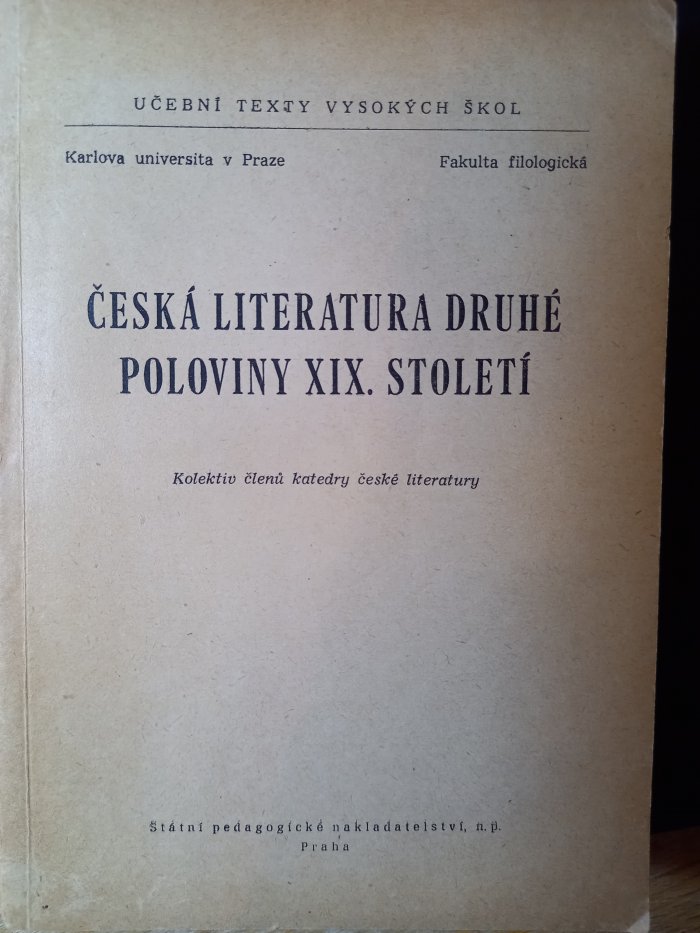 UČEBNÍ TEXTY VYSOKÝCH ŠKOL
Karlova universita v Praze Fakulta filologická
ČESKÁ LITERATURA DRUHÉ
POLOVINY XIX. STOLETÍ
Kolektiv členů katedry české literatury
Státní pedagogické nakladatelství, n. p.
Praha